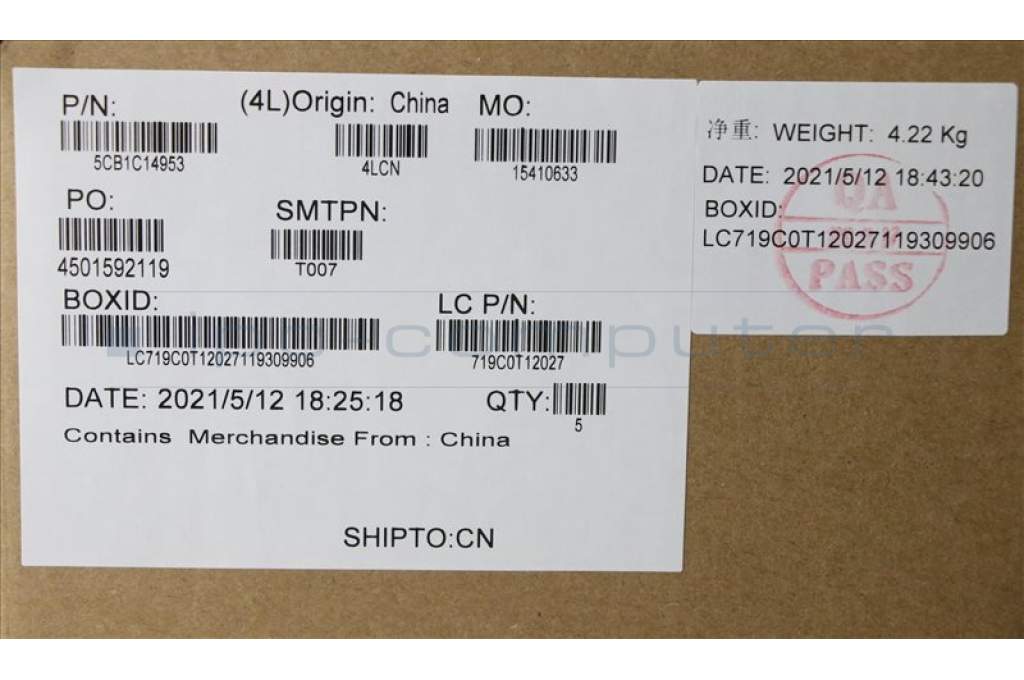 P/N:
5CB1C14953
(4L)Origin: China
4LCN
MO:
15410633
PO:
4501592119
SMTPN:
T007
BOXID:
LC719C0T12027119309906
LC P/N:
719C0T12027
DATE: 2021/5/12 18:25:18
QTY:
5
Contains Merchandise From : China
SHIPTO:CN
净重: WEIGHT: 4.22 Kg
DATE: 2021/5/12 18:43:20
BOXID:
LC719C0T12027119309906
QA
PASS
ipc-computer